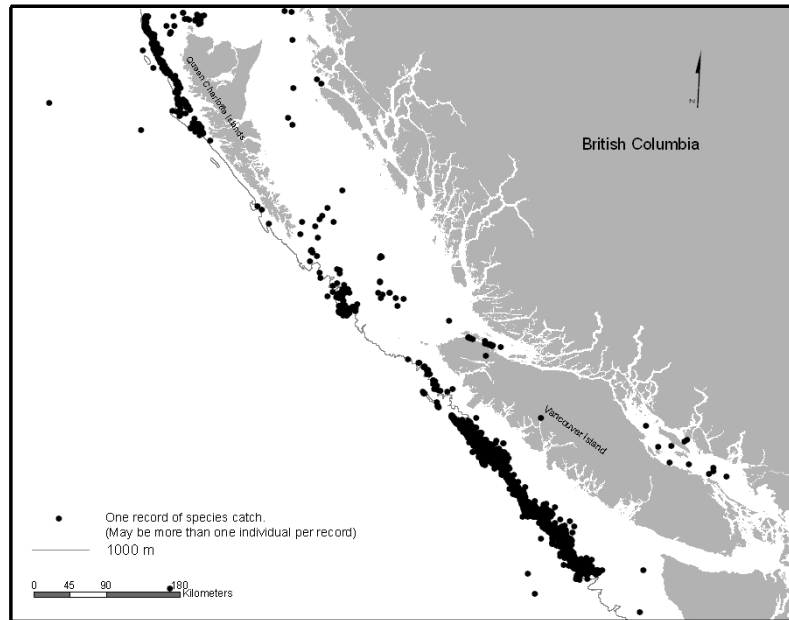 Queen Charlotte Islands
N
British Columbia
Vancouver Island
One record of species catch.
(May be more than one individual per record)
1000 m
0 45 90 180
Kilometers